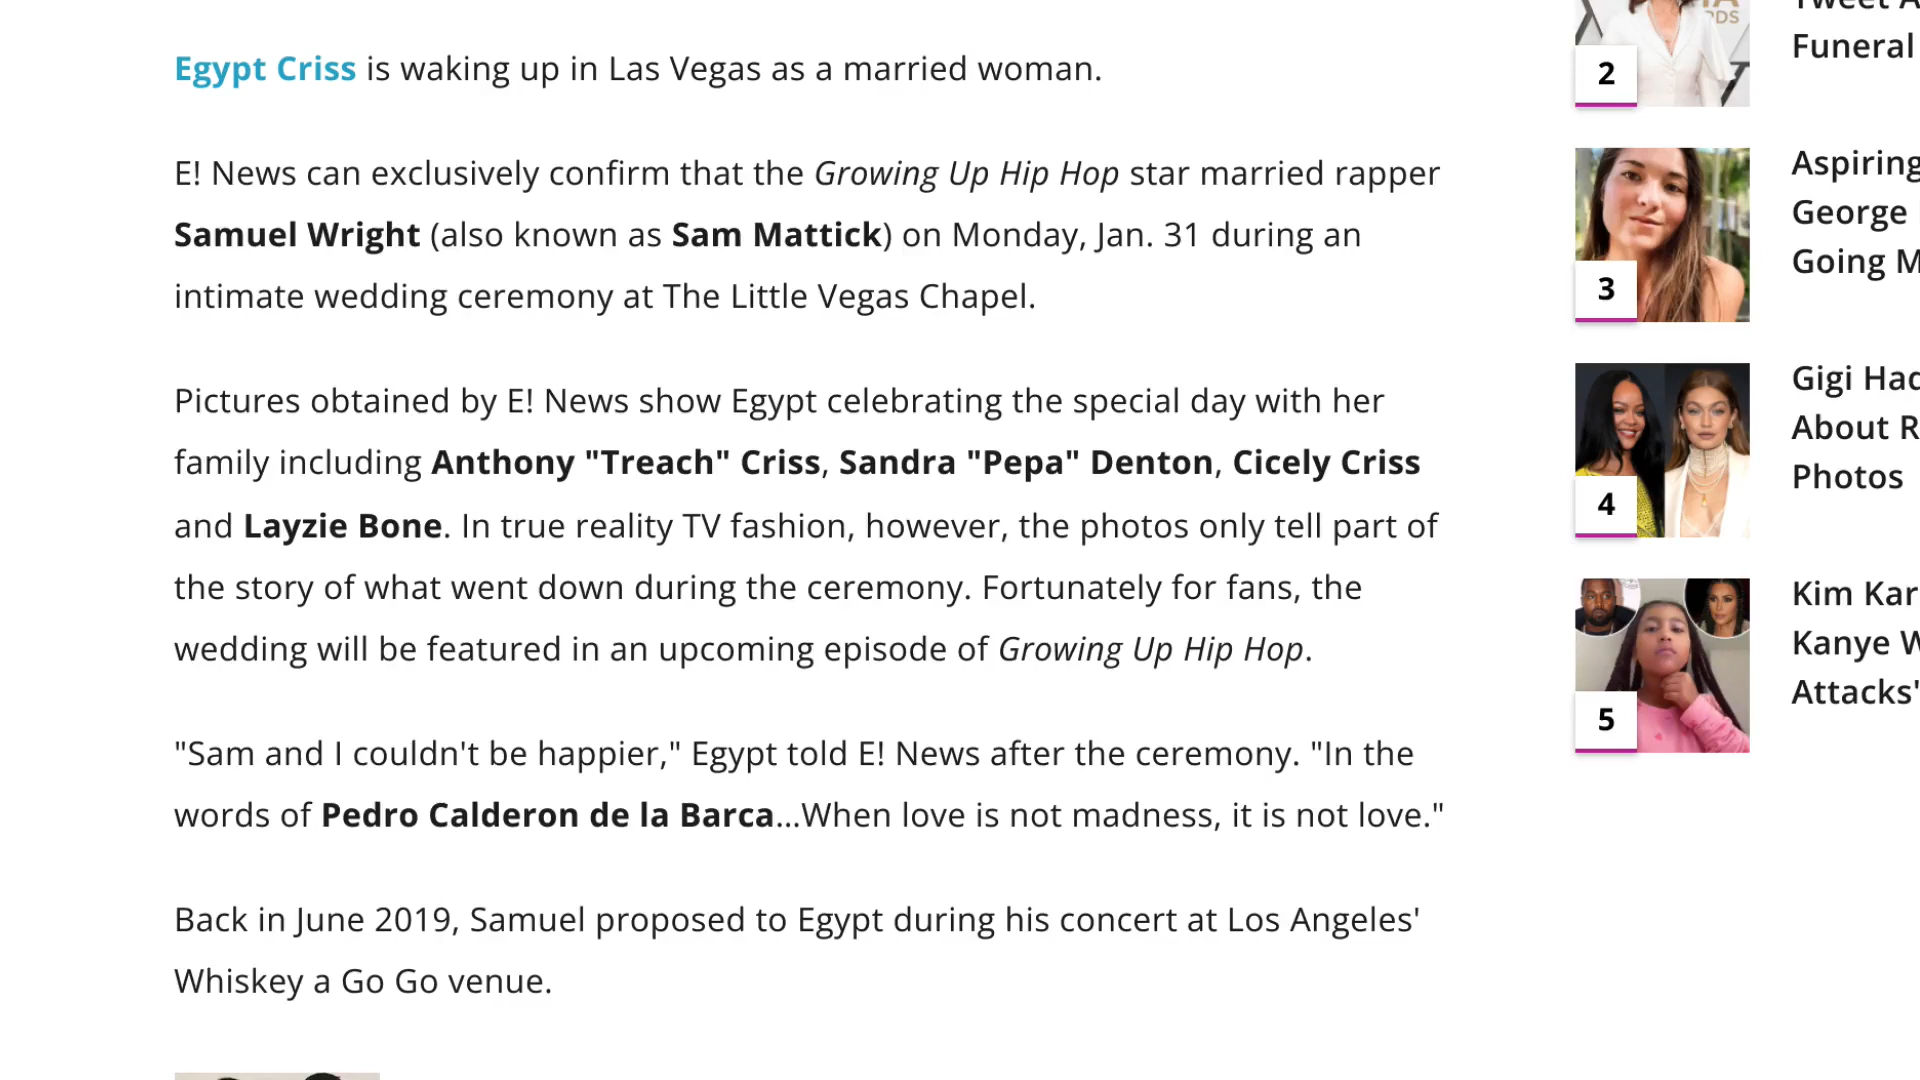 Egypt Criss is waking up in Las Vegas as a married woman.
E! News can exclusively confirm that the Growing Up Hip Hop star married rapper
Samuel Wright (also known as Sam Mattick) on Monday, Jan. 31 during an
intimate wedding ceremony at The Little Vegas Chapel.
Pictures obtained by E! News show Egypt celebrating the special day with her
family including Anthony "Treach" Criss, Sandra "Pepa" Denton, Cicely Criss
and Layzie Bone. In true reality TV fashion, however, the photos only tell part of
the story of what went down during the ceremony. Fortunately for fans, the
wedding will be featured in an upcoming episode of Growing Up Hip Hop.
"Sam and I couldn't be happier," Egypt told E! News after the ceremony. "In the
words of Pedro Calderon de la Barca...When love is not madness, it is not love."
Back in June 2019, Samuel proposed to Egypt during his concert at Los Angeles'
Whiskey a Go Go venue.
Tweet A
Funeral
2
Aspiring
George
Going M
3
Gigi Had
About R
Photos
4
Kim Kar
Kanye W
Attacks'
5